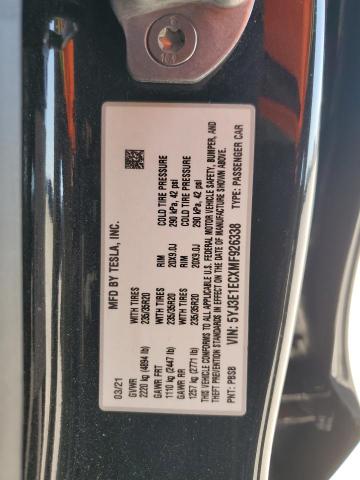 MFD BY TESLA, INC.
03/21
GVWR WITH TIRES RIM COLD TIRE PRESSURE
2220 kg (4894 lb) 235/35R20 20X9.0J 290 kPa, 42 psi
GAWR FRT WITH TIRES RIM COLD TIRE PRESSURE
1110 kg (2447 lb) 235/35R20 20X9.0J 290 kPa, 42 psi
GAWR RR WITH TIRES RIM COLD TIRE PRESSURE
1257 kg (2771 lb) 235/35R20 20X9.0J 290 kPa, 42 psi
THIS VEHICLE CONFORMS TO ALL APPLICABLE U.S. FEDERAL MOTOR VEHICLE SAFETY, BUMPER, AND
THEFT PREVENTION STANDARDS IN EFFECT ON THE DATE OF MANUFACTURE SHOWN ABOVE.
PNT: PBSB VIN: 5YJ3E1ECXMF926338 TYPE: PASSENGER CAR